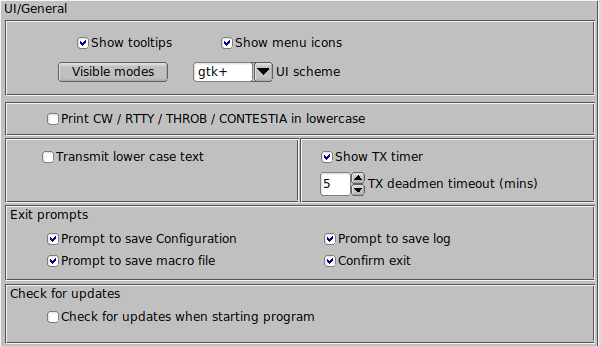 UI/General
Show tooltips Show menu icons
Visible modes gtk+ UI scheme
Print CW / RTTY / THROB / CONTESTIA in lowercase
Transmit lower case text Show TX timer
5 TX deadmen timeout (mins)
Exit prompts
Prompt to save Configuration Prompt to save log
Prompt to save macro file Confirm exit
Check for updates
Check for updates when starting program